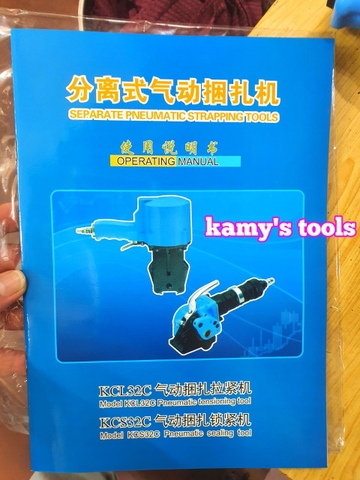 分离式气动捆扎机
SEPARATE PNEUMATIC STRAPPING TOOLS
使用说明书
OPERATING MANUAL
kamy's tools
KCL32C 气动捆扎拉紧机
Model KCL32C Pneumatic tensioning tool
KCS32C 气动捆扎锁紧机
Model KCS32C Pneumatic sealing tool